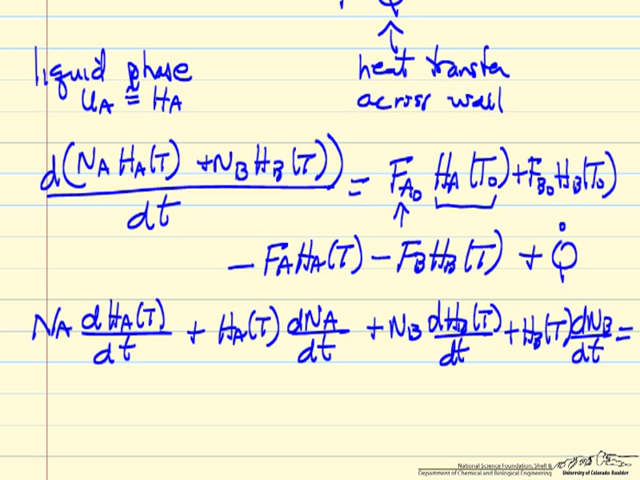 Q
liquid phase heat transfer
U_A ≅ H_A across wall
d(N_A H_A(T) + N_B H_B(T))/dt = F_A0 H_A(T_0) + F_B0 H_B(T_0)
− F_A H_A(T) − F_B H_B(T) + Q̇
N_A dH_A(T)/dt + H_A(T) dN_A/dt + N_B dH_B(T)/dt + H_B(T) dN_B/dt =
National Science Foundation, Shell &
Department of Chemical and Biological Engineering
University of Colorado Boulder